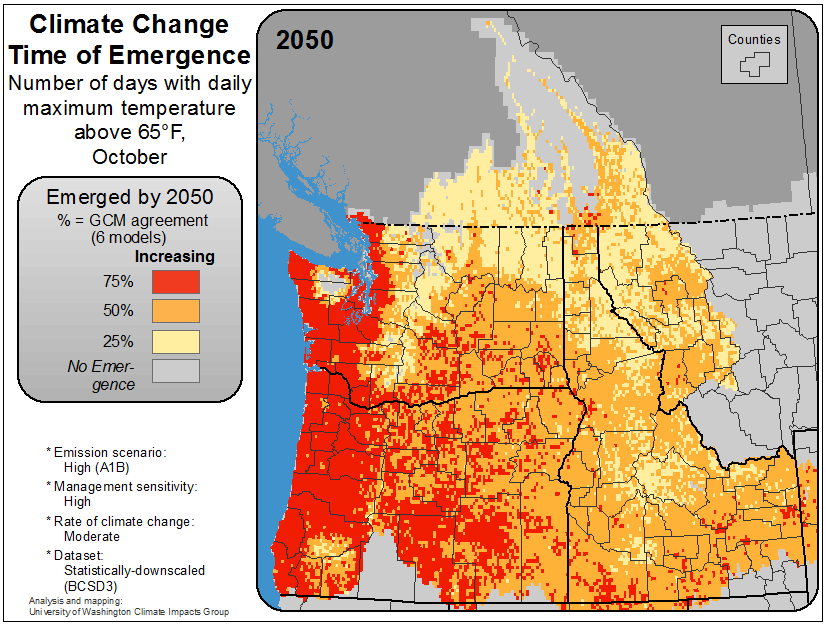 Climate Change
Time of Emergence
Number of days with daily
maximum temperature
above 65°F,
October
Emerged by 2050
% = GCM agreement
(6 models)
Increasing
75%
50%
25%
No Emer-
gence
* Emission scenario:
High (A1B)
* Management sensitivity:
High
* Rate of climate change:
Moderate
* Dataset:
Statistically-downscaled
(BCSD3)
Analysis and mapping:
University of Washington Climate Impacts Group
2050
Counties